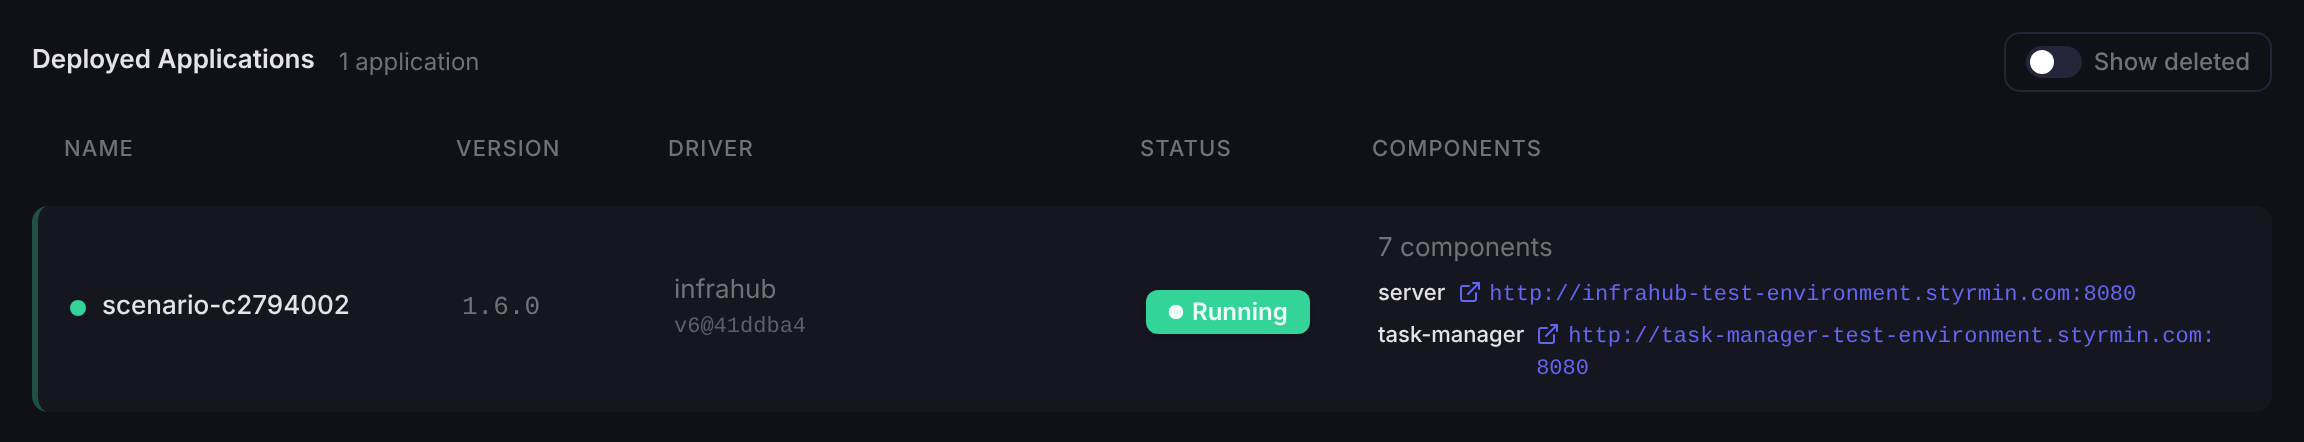 Deployed Applications 1 application
Show deleted
NAME VERSION DRIVER STATUS COMPONENTS
scenario-c2794002
1.6.0
infrahub
v6@41ddba4
Running
7 components
server http://infrahub-test-environment.styrmin.com:8080
task-manager http://task-manager-test-environment.styrmin.com:
8080